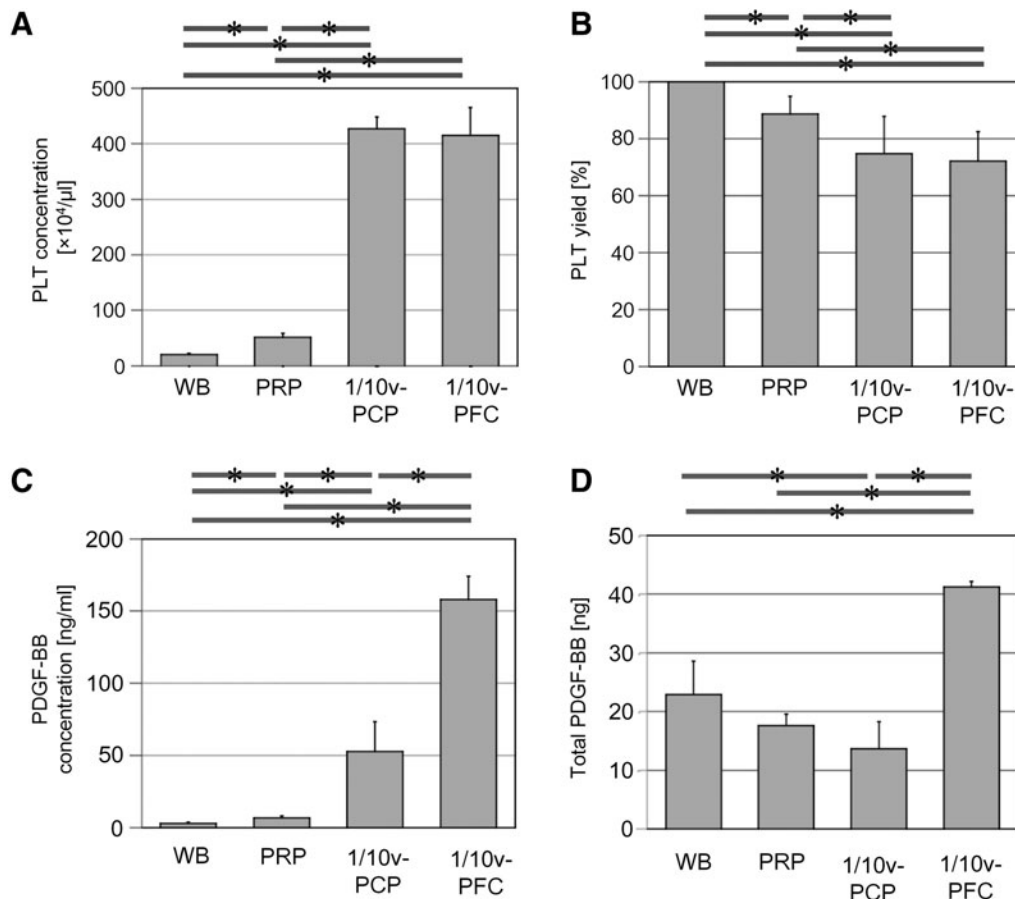 A
* *
*
*
*
PLT concentration
[×10⁴/μl]
500
400
300
200
100
0
WB PRP 1/10v- 1/10v-
PCP PFC
B
* *
*
*
*
PLT yield [%]
100
80
60
40
20
0
WB PRP 1/10v- 1/10v-
PCP PFC
C
* * *
*
*
*
PDGF-BB
concentration [ng/ml]
200
150
100
50
0
WB PRP 1/10v- 1/10v-
PCP PFC
D
* *
*
*
Total PDGF-BB [ng]
50
40
30
20
10
0
WB PRP 1/10v- 1/10v-
PCP PFC